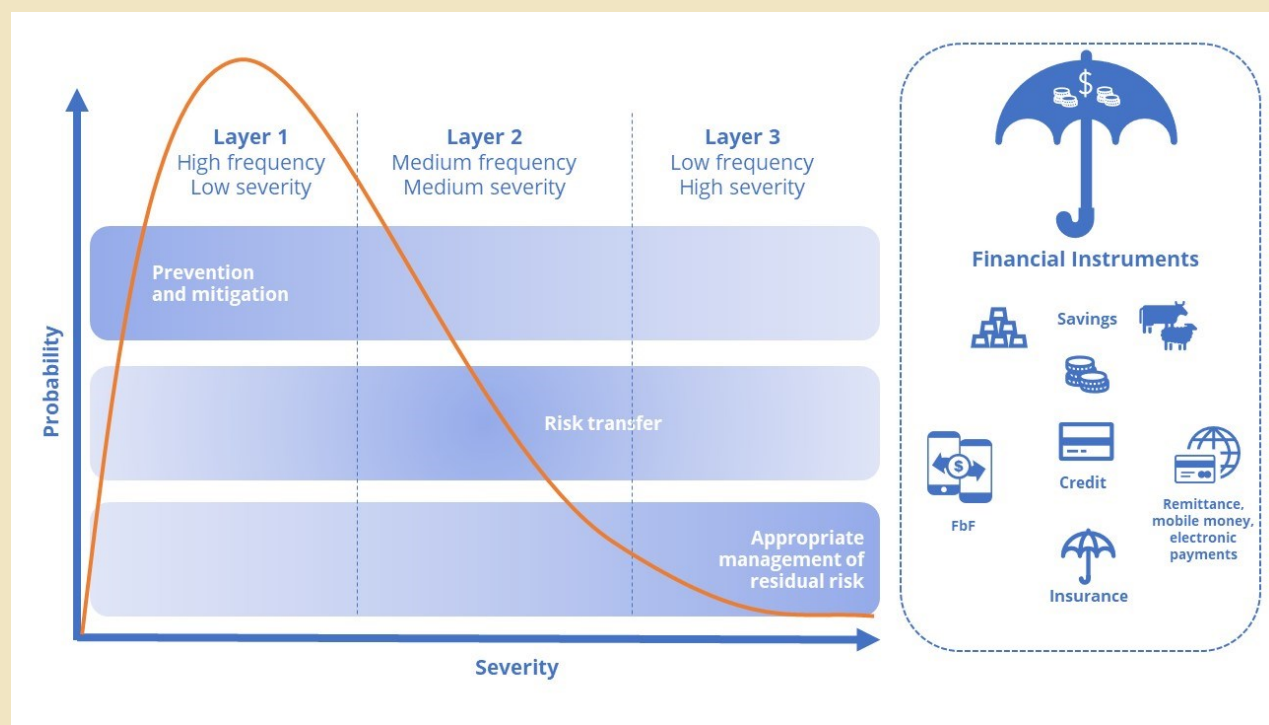 Layer 1
High frequency
Low severity
Layer 2
Medium frequency
Medium severity
Layer 3
Low frequency
High severity
Prevention
and mitigation
Risk transfer
Appropriate
management of
residual risk
Probability
Severity
$
Financial Instruments
Savings
$
FbF
Credit
Remittance,
mobile money,
electronic
payments
Insurance